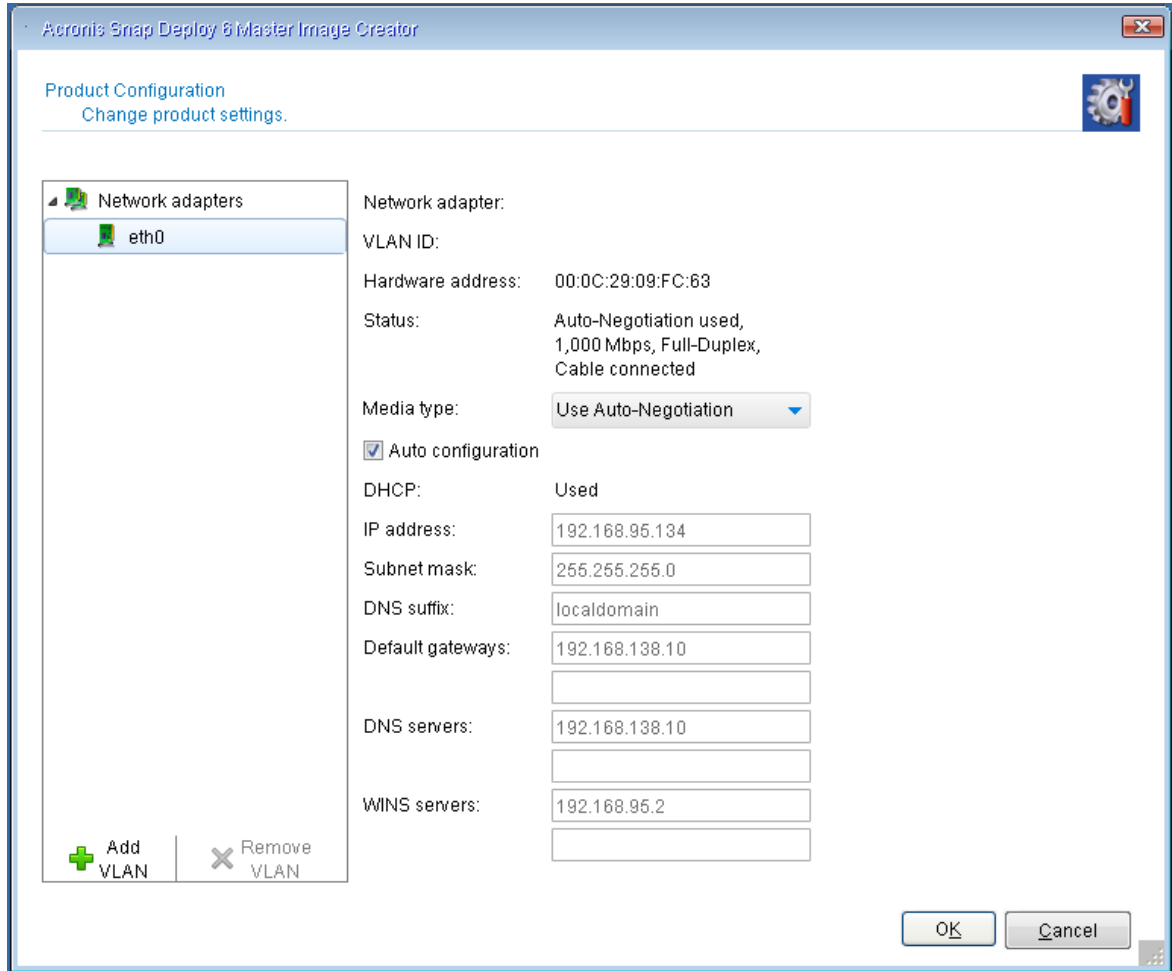 Acronis Snap Deploy 6 Master Image Creator
Product Configuration
Change product settings.
Network adapters
eth0
Add
VLAN
Remove
VLAN
Network adapter:
VLAN ID:
Hardware address: 00:0C:29:09:FC:63
Status: Auto-Negotiation used,
1,000 Mbps, Full-Duplex,
Cable connected
Media type: Use Auto-Negotiation
Auto configuration
DHCP: Used
IP address: 192.168.95.134
Subnet mask: 255.255.255.0
DNS suffix: localdomain
Default gateways: 192.168.138.10
DNS servers: 192.168.138.10
WINS servers: 192.168.95.2
OK
Cancel